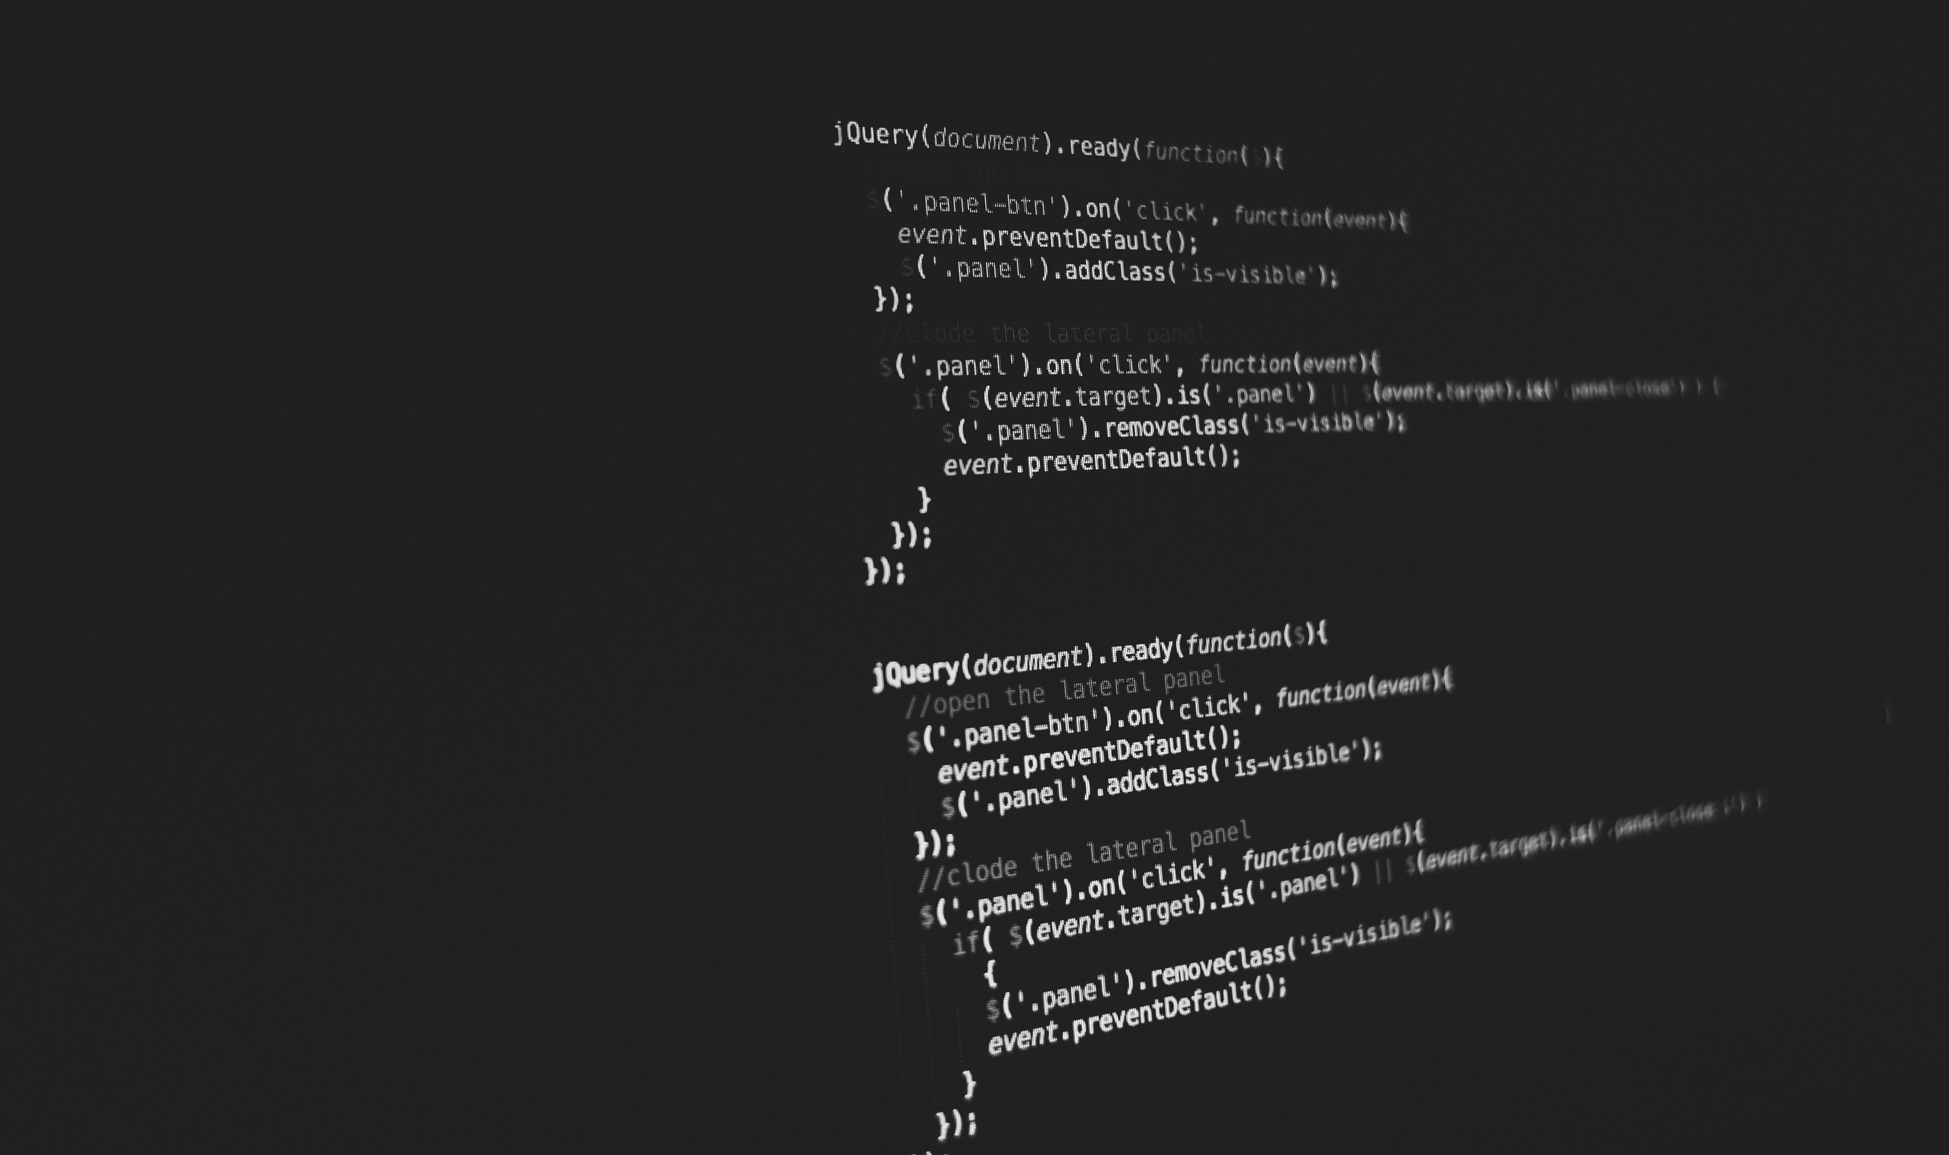 jQuery(document).ready(function($){
$('.panel-btn').on('click', function(event){
event.preventDefault();
$('.panel').addClass('is-visible');
});
//clode the lateral panel
$('.panel').on('click', function(event){
if( $(event.target).is('.panel') || $(event.target).is('.panel-close') ) {
$('.panel').removeClass('is-visible');
event.preventDefault();
}
});
});
jQuery(document).ready(function($){
//open the lateral panel
$('.panel-btn').on('click', function(event){
event.preventDefault();
$('.panel').addClass('is-visible');
});
//clode the lateral panel
$('.panel').on('click', function(event){
if( $(event.target).is('.panel') || $(event.target).is('.panel-close
{
$('.panel').removeClass('is-visible');
event.preventDefault();
}
});